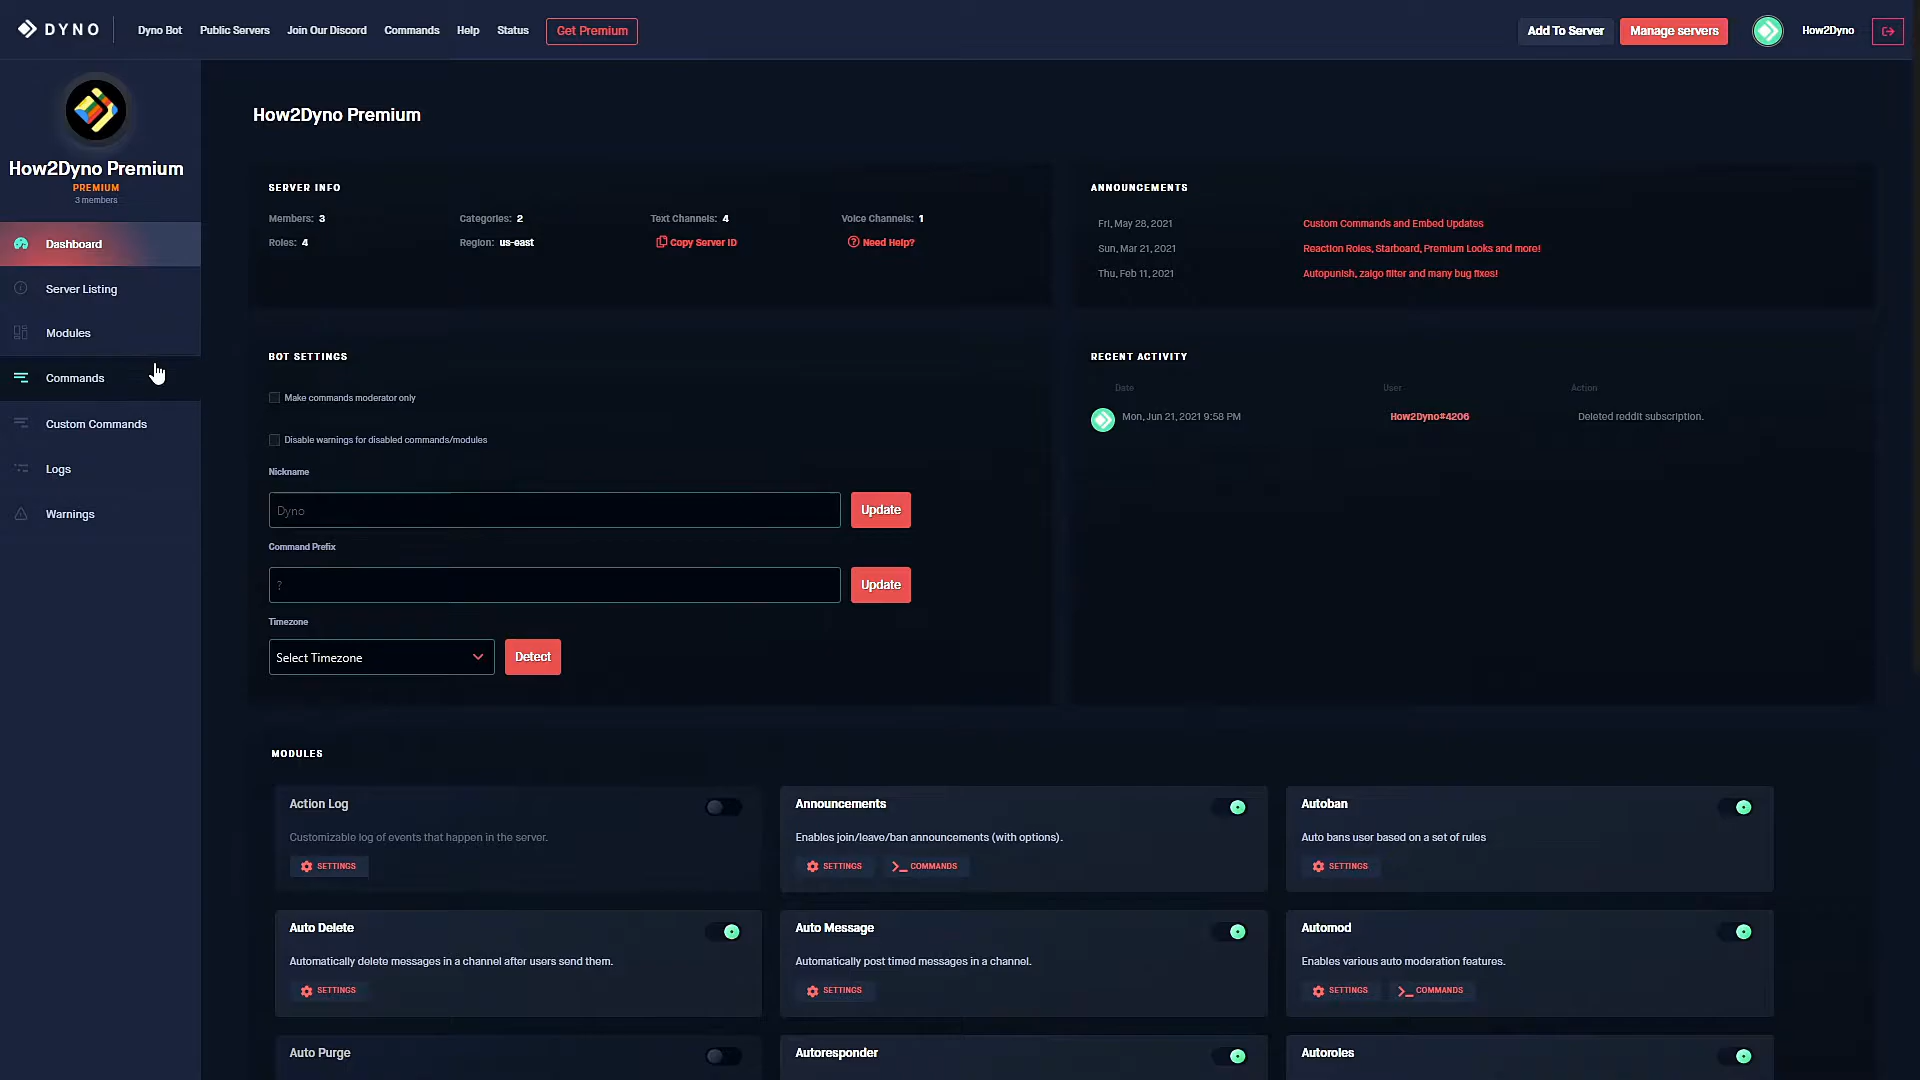 DYNO
Dyno Bot Public Servers Join Our Discord Commands Help Status Get Premium
Add To Server Manage servers How2Dyno
How2Dyno Premium
PREMIUM
3 members
Dashboard
Server Listing
Modules
Commands
Custom Commands
Logs
Warnings
How2Dyno Premium
SERVER INFO
Members: 3 Categories: 2 Text Channels: 4 Voice Channels: 1
Roles: 4 Region: us-east Copy Server ID Need Help?
ANNOUNCEMENTS
Fri, May 28, 2021 Custom Commands and Embed Updates
Sun, Mar 21, 2021 Reaction Roles, Starboard, Premium Looks and more!
Thu, Feb 11, 2021 Autopunish, zalgo filter and many bug fixes!
BOT SETTINGS
Make commands moderator only
Disable warnings for disabled commands/modules
Nickname
Dyno Update
Command Prefix
? Update
Timezone
Select Timezone Detect
RECENT ACTIVITY
Date User Action
Mon, Jun 21, 2021 9:58 PM How2Dyno#4206 Deleted reddit subscription.
MODULES
Action Log
Customizable log of events that happen in the server.
SETTINGS
Announcements
Enables join/leave/ban announcements (with options).
SETTINGS COMMANDS
Autoban
Auto bans user based on a set of rules
SETTINGS
Auto Delete
Automatically delete messages in a channel after users send them.
SETTINGS
Auto Message
Automatically post timed messages in a channel.
SETTINGS
Automod
Enables various auto moderation features.
SETTINGS COMMANDS
Auto Purge
Autoresponder
Autoroles